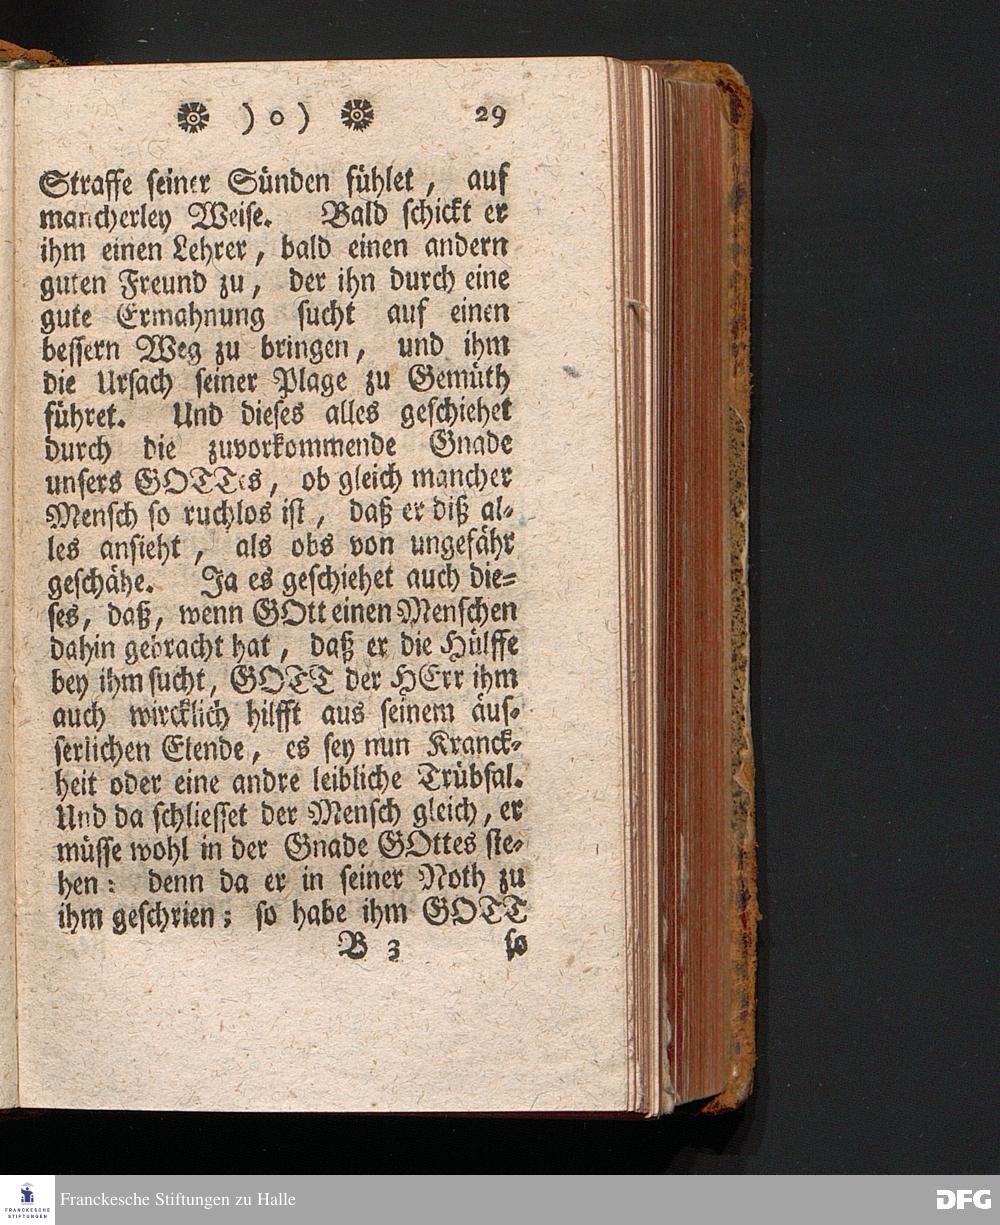 ❁ ) o ( ❁ 29
Straffe seiner Sünden fühlet, auf
mancherley Weise. Bald schickt er
ihm einen Lehrer, bald einen andern
guten Freund zu, der ihn durch eine
gute Ermahnung sucht auf einen
bessern Weg zu bringen, und ihm
die Ursach seiner Plage zu Gemüth
führet. Und dieses alles geschiehet
durch die zuvorkommende Gnade
unsers GOTTes, ob gleich mancher
Mensch so ruchlos ist, daß er diß al-
les ansieht, als obs von ungefähr
geschähe. Ja es geschiehet auch die-
ses, daß, wenn GOtt einen Menschen
dahin gebracht hat, daß er die Hülffe
bey ihm sucht, GOTT der HErr ihm
auch wircklich hilfft aus seinem äus-
serlichen Elende, es sey nun Kranck-
heit oder eine andre leibliche Trübsal.
Und da schliesset der Mensch gleich, er
müsse wohl in der Gnade GOttes ste-
hen: denn da er in seiner Noth zu
ihm geschrien; so habe ihm GOTT
B 3 so
FRANCKESCHE
STIFTUNGEN
Franckesche Stiftungen zu Halle
DFG